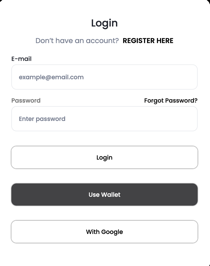 Login
Don't have an account? REGISTER HERE
E-mail
example@email.com
Password Forgot Password?
Enter password
Login
Use Wallet
With Google